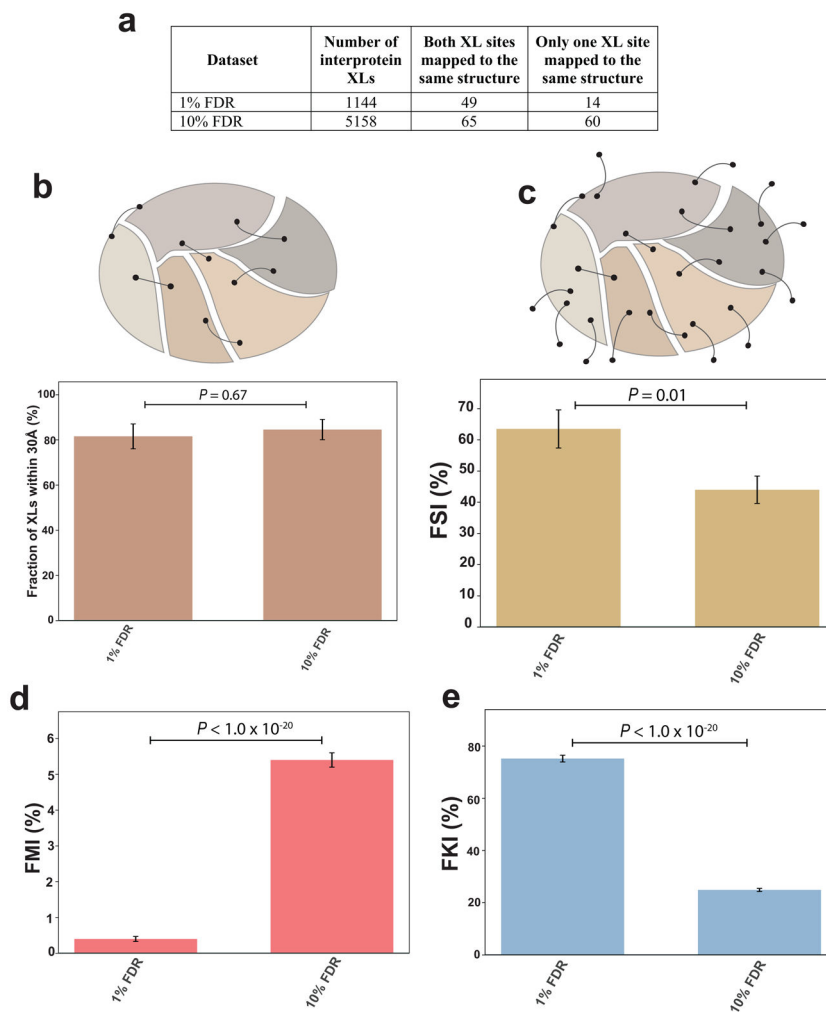 a
Dataset
Number of
interprotein
XLs
Both XL sites
mapped to the
same structure
Only one XL site
mapped to the
same structure
1% FDR 1144 49 14
10% FDR 5158 65 60
b
Fraction of XLs within 30Å (%)
100
80
60
40
20
0
P = 0.67
1% FDR
10% FDR
c
FSI (%)
70
60
50
40
30
20
10
0
P = 0.01
1% FDR
10% FDR
d
FMI (%)
6
5
4
3
2
1
0
P < 1.0 x 10-20
1% FDR
10% FDR
e
FKI (%)
80
60
40
20
0
P < 1.0 x 10-20
1% FDR
10% FDR